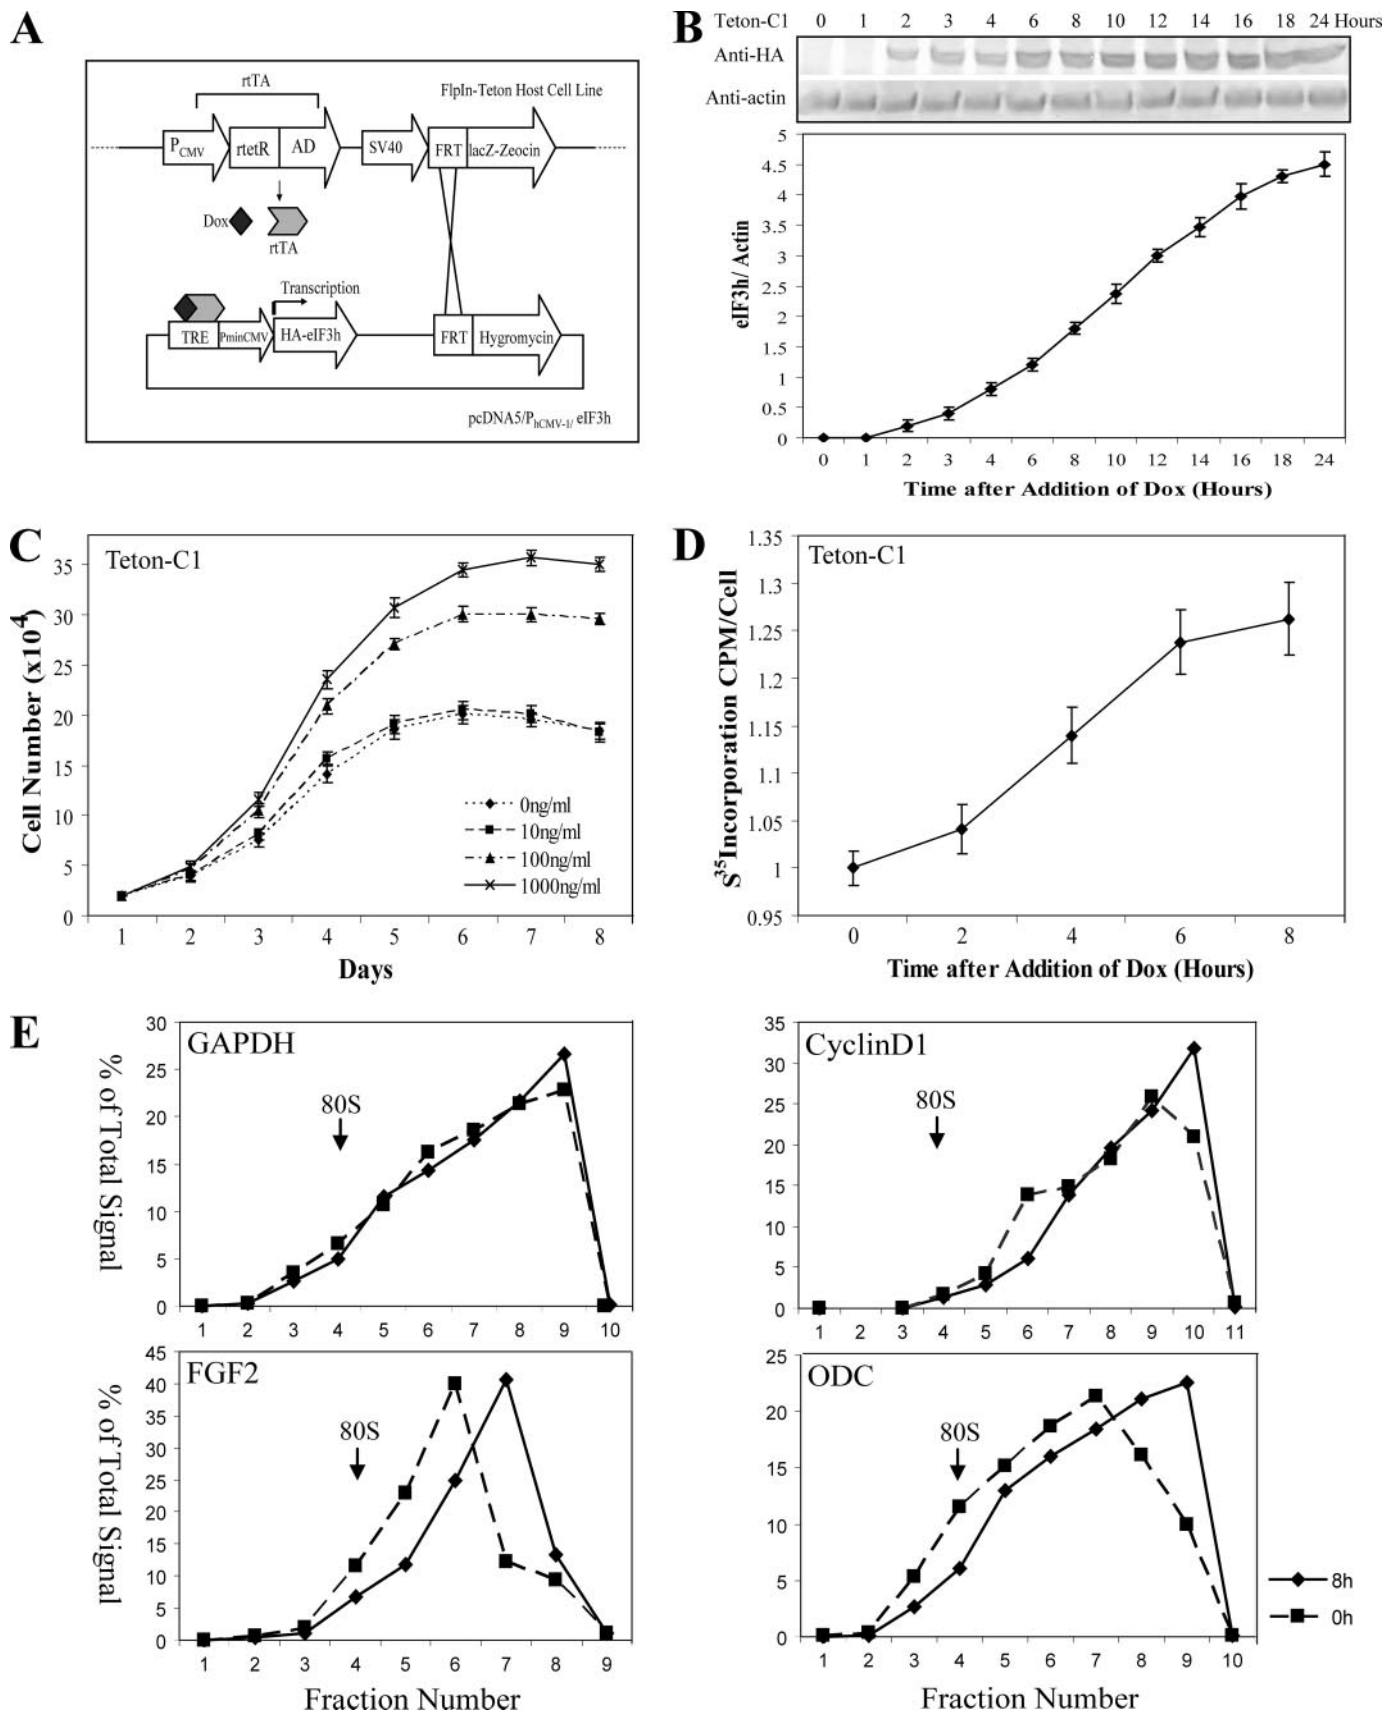 A
rtTA
FlpIn-Teton Host Cell Line
PCMV
rtetR
AD
SV40
FRT
lacZ-Zeocin
Dox
rtTA
Transcription
TRE
PminCMV
HA-eIF3h
FRT
Hygromycin
pcDNA5/PhCMV-1/ eIF3h
B
Teton-C1 0 1 2 3 4 6 8 10 12 14 16 18 24 Hours
Anti-HA
Anti-actin
5
4.5
4
3.5
3
2.5
2
1.5
1
0.5
0
eIF3h/ Actin
0 1 2 3 4 6 8 10 12 14 16 18 24
Time after Addition of Dox (Hours)
C
Teton-C1
35
30
25
20
15
10
5
0
Cell Number (x10⁴)
0ng/ml
10ng/ml
100ng/ml
1000ng/ml
1 2 3 4 5 6 7 8
Days
D
Teton-C1
1.35
1.3
1.25
1.2
1.15
1.1
1.05
1
0.95
S³⁵Incorporation CPM/Cell
0 2 4 6 8
Time after Addition of Dox (Hours)
E
GAPDH
80S
30
25
20
15
10
5
0
% of Total Signal
1 2 3 4 5 6 7 8 9 10
CyclinD1
80S
35
30
25
20
15
10
5
0
1 2 3 4 5 6 7 8 9 10 11
FGF2
80S
45
40
35
30
25
20
15
10
5
0
% of Total Signal
1 2 3 4 5 6 7 8 9
Fraction Number
ODC
80S
25
20
15
10
5
0
1 2 3 4 5 6 7 8 9 10
Fraction Number
8h
0h